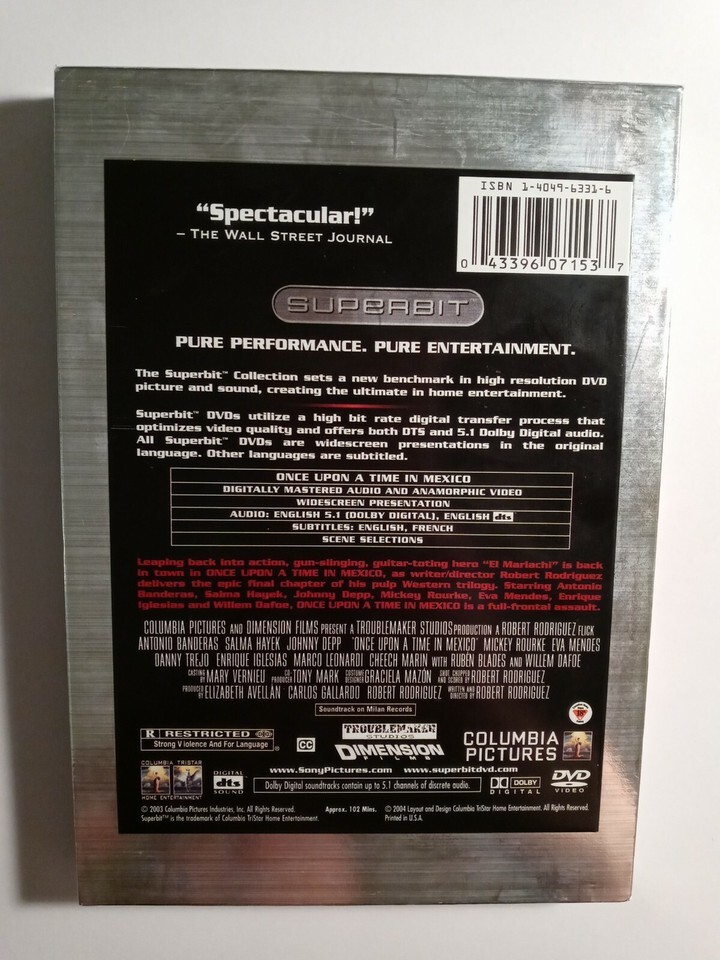 ISBN 1-4049-6331-6
0 43396 07153 7
“Spectacular!”
– THE WALL STREET JOURNAL
SUPERBIT™
PURE PERFORMANCE. PURE ENTERTAINMENT.
The Superbit™ Collection sets a new benchmark in high resolution DVD
picture and sound, creating the ultimate in home entertainment.
Superbit™ DVDs utilize a high bit rate digital transfer process that
optimizes video quality and offers both DTS and 5.1 Dolby Digital audio.
All Superbit™ DVDs are widescreen presentations in the original
language. Other languages are subtitled.
ONCE UPON A TIME IN MEXICO
DIGITALLY MASTERED AUDIO AND ANAMORPHIC VIDEO
WIDESCREEN PRESENTATION
AUDIO: ENGLISH 5.1 (DOLBY DIGITAL), ENGLISH dts
SUBTITLES: ENGLISH, FRENCH
SCENE SELECTIONS
Leaping back into action, gun-slinging, guitar-toting hero "El Mariachi" is back
in town in ONCE UPON A TIME IN MEXICO, as writer/director Robert Rodriguez
delivers the epic final chapter of his pulp Western trilogy. Starring Antonio
Banderas, Salma Hayek, Johnny Depp, Mickey Rourke, Eva Mendes, Enrique
Iglesias and Willem Dafoe, ONCE UPON A TIME IN MEXICO is a full-frontal assault.
COLUMBIA PICTURES AND DIMENSION FILMS PRESENT A TROUBLEMAKER STUDIOS PRODUCTION A ROBERT RODRIGUEZ FLICK
ANTONIO BANDERAS SALMA HAYEK JOHNNY DEPP "ONCE UPON A TIME IN MEXICO" MICKEY ROURKE EVA MENDES
DANNY TREJO ENRIQUE IGLESIAS MARCO LEONARDI CHEECH MARIN WITH RUBÉN BLADES AND WILLEM DAFOE
CASTING BY MARY VERNIEU CO-PRODUCER TONY MARK COSTUME DESIGNER GRACIELA MAZÓN SHOT CHOPPED AND SCORED BY ROBERT RODRIGUEZ
PRODUCED BY ELIZABETH AVELLÁN CARLOS GALLARDO ROBERT RODRIGUEZ WRITTEN AND DIRECTED BY ROBERT RODRIGUEZ
Soundtrack on Milan Records
R RESTRICTED
Strong Violence And For Language
CC
TROUBLEMAKER
STUDIOS
DIMENSION
FILMS
COLUMBIA
PICTURES
COLUMBIA TRISTAR
HOME ENTERTAINMENT
DIGITAL
dts
SOUND
www.SonyPictures.com www.superbitdvd.com
Dolby Digital soundtracks contain up to 5.1 channels of discrete audio.
DOLBY
DIGITAL
DVD
VIDEO
© 2003 Columbia Pictures Industries, Inc. All Rights Reserved.
Superbit™ is the trademark of Columbia TriStar Home Entertainment.
Approx. 102 Mins.
© 2004 Layout and Design Columbia TriStar Home Entertainment. All Rights Reserved.
Printed in U.S.A.